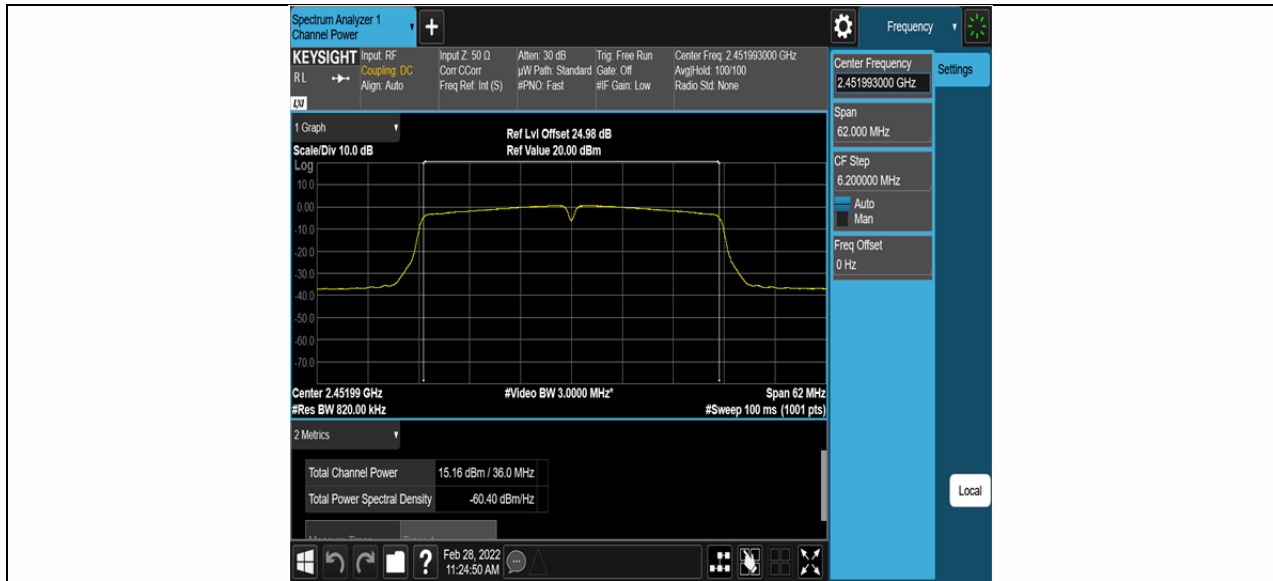 Spectrum Analyzer 1
Channel Power
+
Frequency
KEYSIGHT
RL
LXI
Input: RF
Coupling: DC
Align: Auto
Input Z: 50 Ω
Corr CCorr
Freq Ref: Int (S)
Atten: 30 dB
µW Path: Standard
#PNO: Fast
Trig: Free Run
Gate: Off
#IF Gain: Low
Center Freq: 2.451993000 GHz
Avg|Hold: 100/100
Radio Std: None
Center Frequency
2.451993000 GHz
Settings
Span
62.000 MHz
CF Step
6.200000 MHz
Auto
Man
Freq Offset
0 Hz
Local
1 Graph
Scale/Div 10.0 dB
Ref Lvl Offset 24.98 dB
Ref Value 20.00 dBm
Log
10.0
0.00
-10.0
-20.0
-30.0
-40.0
-50.0
-60.0
-70.0
Center 2.45199 GHz
#Video BW 3.0000 MHz*
Span 62 MHz
#Res BW 820.00 kHz
#Sweep 100 ms (1001 pts)
2 Metrics
Total Channel Power 15.16 dBm / 36.0 MHz
Total Power Spectral Density -60.40 dBm/Hz
?
Feb 28, 2022
11:24:50 AM